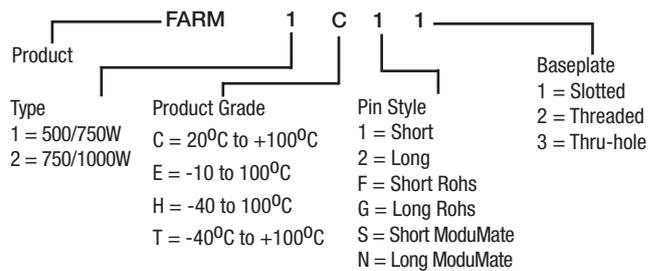 FARM 1 C 1 1
Product
Type
1 = 500/750W
2 = 750/1000W
Product Grade
C = 20⁰C to +100⁰C
E = -10 to 100⁰C
H = -40 to 100⁰C
T = -40⁰C to +100⁰C
Pin Style
1 = Short
2 = Long
F = Short Rohs
G = Long Rohs
S = Short ModuMate
N = Long ModuMate
Baseplate
1 = Slotted
2 = Threaded
3 = Thru-hole